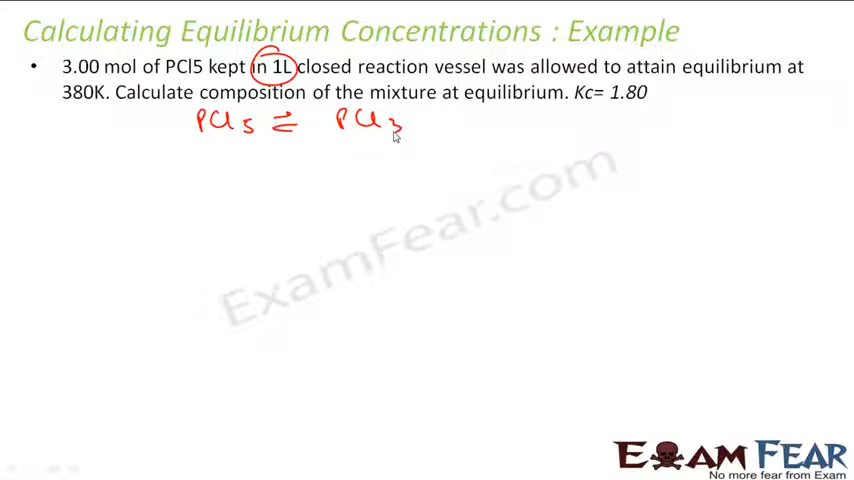 Calculating Equilibrium Concentrations : Example
• 3.00 mol of PCl5 kept in 1L closed reaction vessel was allowed to attain equilibrium at
380K. Calculate composition of the mixture at equilibrium. Kc= 1.80
PCl5 ⇌ PCl3
ExamFear.com
EXAM FEAR
No more fear from Exam